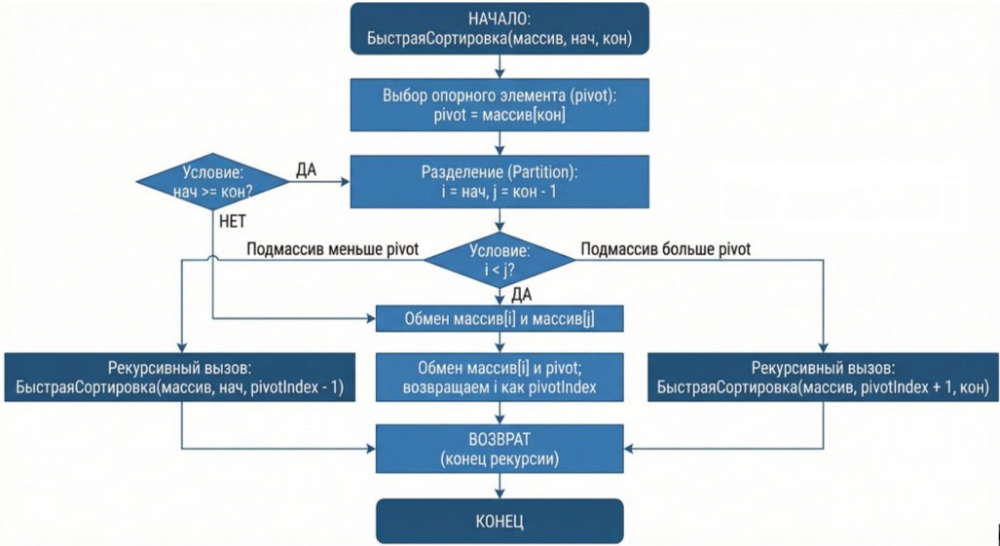 НАЧАЛО:
БыстраяСортировка(массив, нач, кон)
Выбор опорного элемента (pivot):
pivot = массив[кон]
Условие:
нач >= кон?
ДА
Разделение (Partition):
i = нач, j = кон - 1
НЕТ
Подмассив меньше pivot
Условие:
i < j?
Подмассив больше pivot
ДА
Обмен массив[i] и массив[j]
Рекурсивный вызов:
БыстраяСортировка(массив, нач, pivotIndex - 1)
Обмен массив[i] и pivot;
возвращаем i как pivotIndex
Рекурсивный вызов:
БыстраяСортировка(массив, pivotIndex + 1, кон)
ВОЗВРАТ
(конец рекурсии)
КОНЕЦ